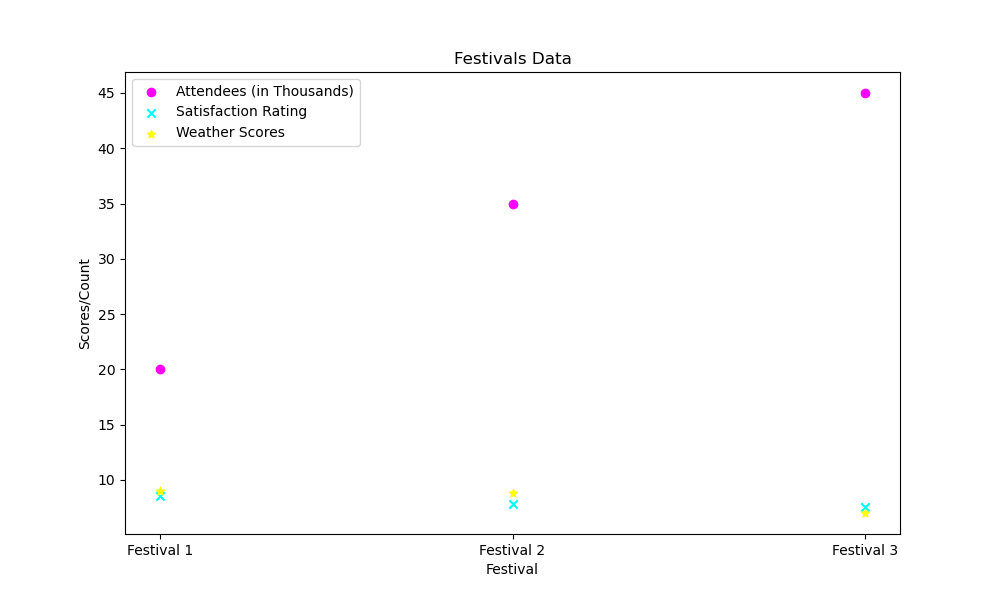 Festivals Data
Attendees (in Thousands)
Satisfaction Rating
Weather Scores
45
40
35
30
25
20
15
10
Scores/Count
Festival 1
Festival 2
Festival 3
Festival